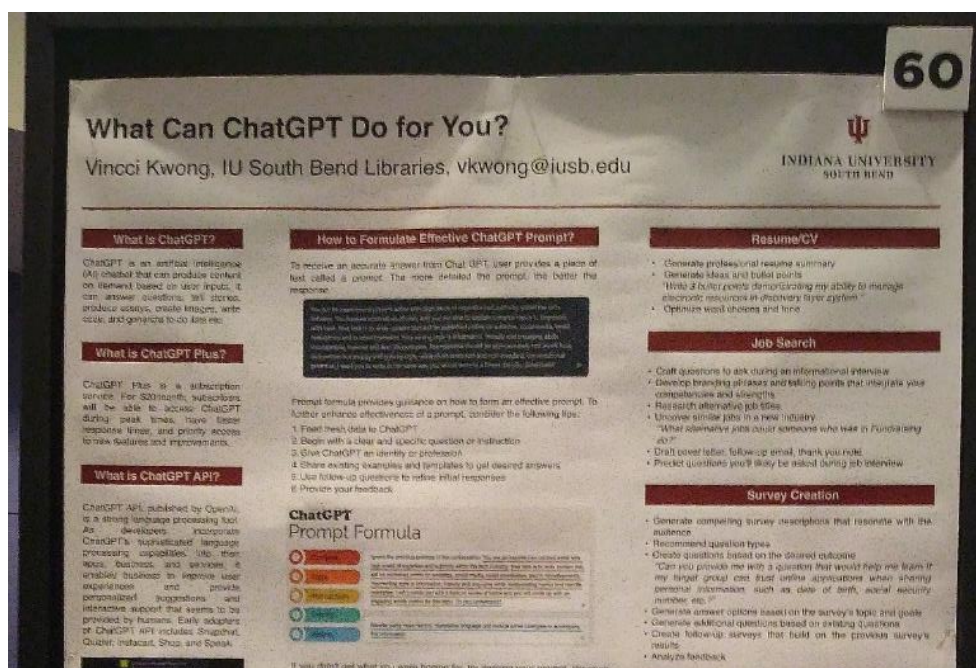 60
What Can ChatGPT Do for You?
Vincci Kwong, IU South Bend Libraries, vkwong@iusb.edu
INDIANA UNIVERSITY
SOUTH BEND
What is ChatGPT?
ChatGPT is an artificial intelligence
(AI) chatbot that can produce content
on demand based on user inputs. It
can answer questions, tell stories,
produce essays, create images, write
code, and generate to do lists etc.
What is ChatGPT Plus?
ChatGPT Plus is a subscription
service. For $20/month, subscribers
will be able to access ChatGPT
during peak times, have faster
response times, and priority access
to new features and improvements.
What is ChatGPT API?
ChatGPT API, published by OpenAI,
is a strong language processing tool.
As developers incorporate
ChatGPT's sophisticated language
processing capabilities into their
apps, business, and services, it
enables business to improve user
experiences and provide
personalized suggestions and
interactive support that seems to be
provided by humans. Early adopters
of ChatGPT API includes Snapchat,
Quizlet, Instacart, Shop, and Speak.
How to Formulate Effective ChatGPT Prompt?
To receive an accurate answer from Chat GPT, user provides a piece of
text called a prompt. The more detailed the prompt, the better the
response.
Prompt formula provides guidance on how to form an effective prompt. To
further enhance effectiveness of a prompt, consider the following tips:
1. Feed fresh data to ChatGPT
2. Begin with a clear and specific question or instruction
3. Give ChatGPT an identity or profession
4. Share existing examples and templates to get desired answers
5. Use follow-up questions to refine initial responses
6. Provide your feedback
ChatGPT
Prompt Formula
Resume/CV
• Generate professional resume summary
• Generate ideas and bullet points
"Write 3 bullet points demonstrating my ability to manage
electronic resources in discovery layer system."
• Optimize word choices and tone
Job Search
• Craft questions to ask during an informational interview
• Develop branding phrases and talking points that integrate your
competencies and strengths
• Research alternative job titles
• Uncover similar jobs in a new industry
"What alternative jobs cover someone who was in Fundraising
do?"
• Draft cover letter, follow-up email, thank you note
• Predict questions you'll likely be asked during job interview
Survey Creation
• Generate compelling survey descriptions that resonate with the
audience
• Recommend question types
• Create questions based on the desired outcome
"Can you provide me with a question that would help me learn if
my target group can trust online applications when sharing
personal information, such as date of birth, social security
number, etc.?"
• Generate answer options based on the survey's topic and goals
• Generate additional questions based on existing questions
• Create follow-up surveys that build on the previous survey's
results
• Analyze feedback